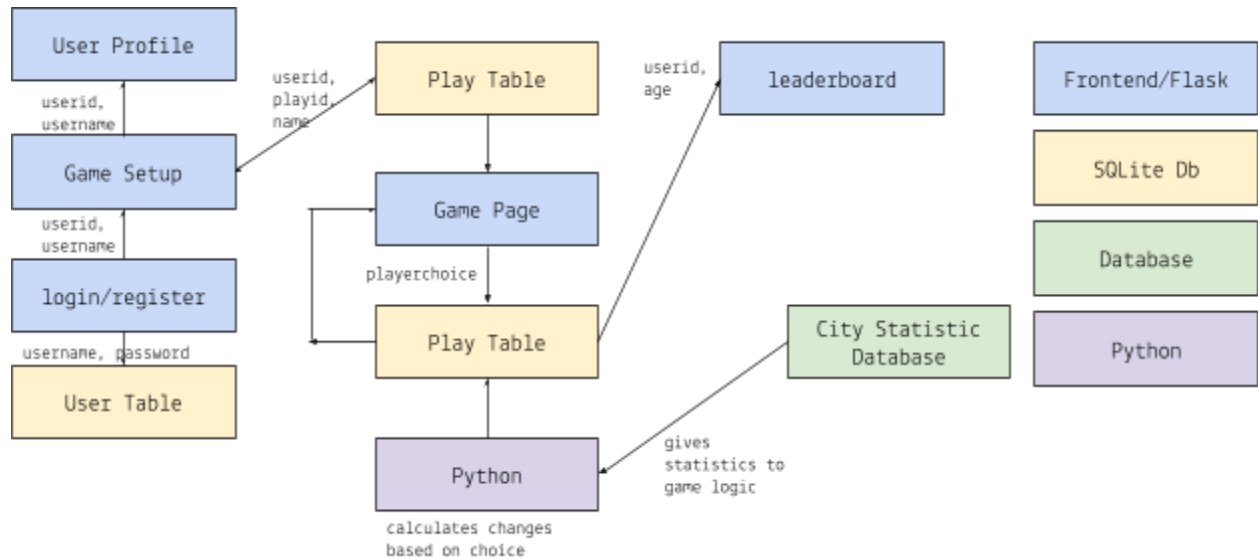 User Profile
userid,
username
Game Setup
userid,
username
login/register
username, password
User Table
userid,
playid,
name
Play Table
Game Page
playerchoice
Play Table
Python
calculates changes
based on choice
userid,
age
leaderboard
City Statistic
Database
gives
statistics to
game logic
Frontend/Flask
SQLite Db
Database
Python